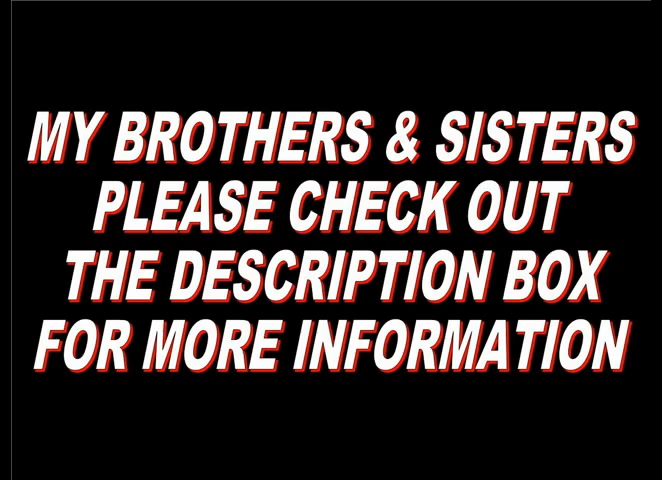 MY BROTHERS & SISTERS
PLEASE CHECK OUT
THE DESCRIPTION BOX
FOR MORE INFORMATION